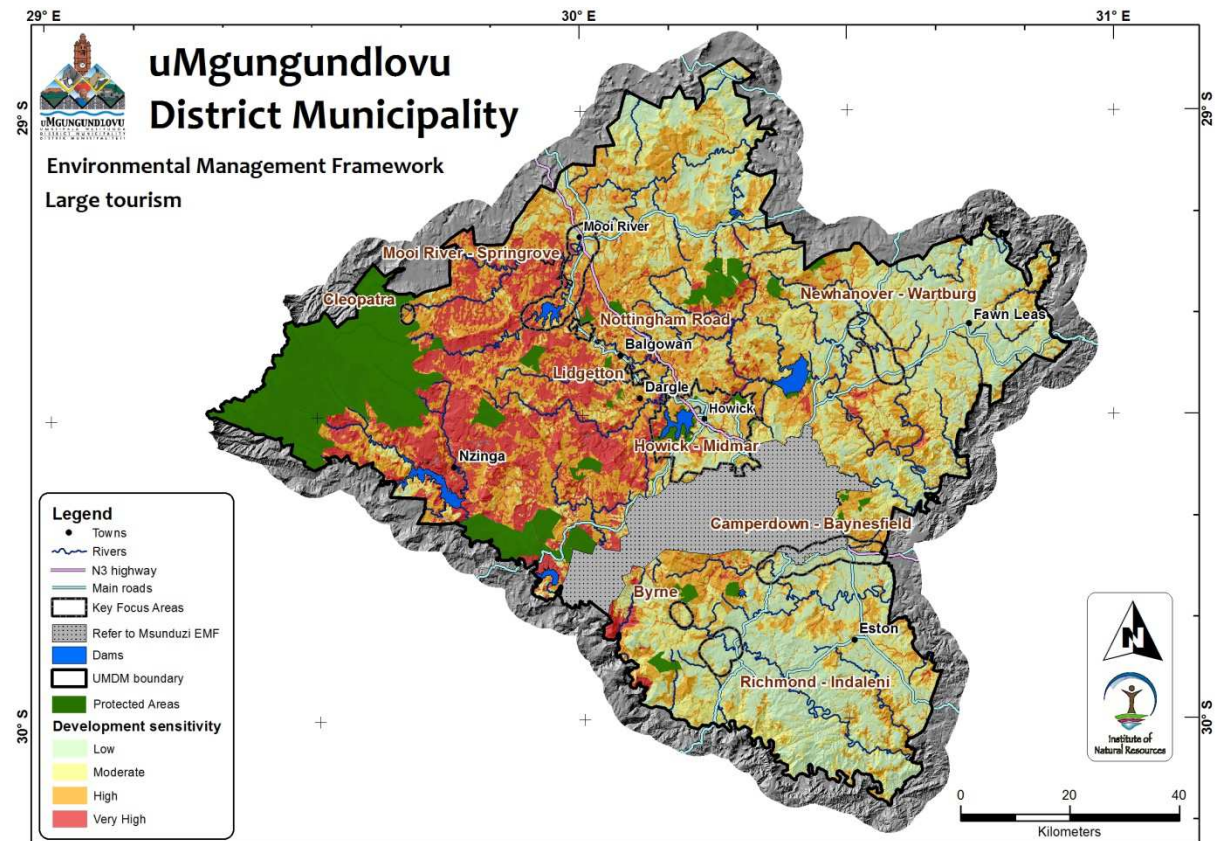 29° E
30° E
31° E
29° S
30° S
uMgungundlovu
District Municipality
Environmental Management Framework
Large tourism
uMGUNGUNDLOVU
Mooi River
Mooi River - Springrove
Cleopatra
Newhanover - Wartburg
Nottingham Road
Fawn Leas
Balgowan
Lidgetton
Dargle
Howick
Howick - Midmar
Nzinga
Camperdown - Baynesfield
Byrne
Eston
Richmond - Indaleni
Legend
Towns
Rivers
N3 highway
Main roads
Key Focus Areas
Refer to Msunduzi EMF
Dams
UMDM boundary
Protected Areas
Development sensitivity
Low
Moderate
High
Very High
N
Institute of
Natural Resources
0 20 40
Kilometers
29° S
30° S